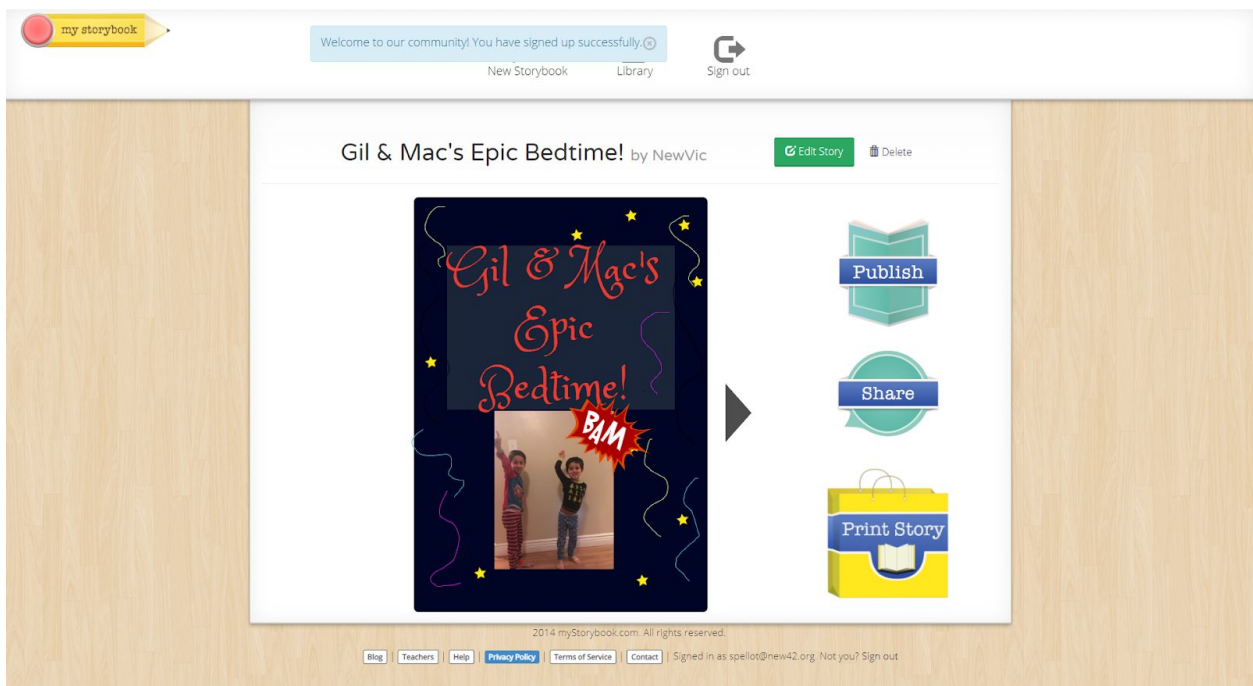 my storybook
Welcome to our community! You have signed up successfully.
New Storybook
Library
Sign out
Gil & Mac's Epic Bedtime! by NewVic
Edit Story
Delete
Gil & Mac's
Epic
Bedtime!
BAM
Publish
Share
Print Story
2014 myStorybook.com. All rights reserved.
Blog | Teachers | Help | Privacy Policy | Terms of Service | Contact | Signed in as spellot@new42.org. Not you? Sign out